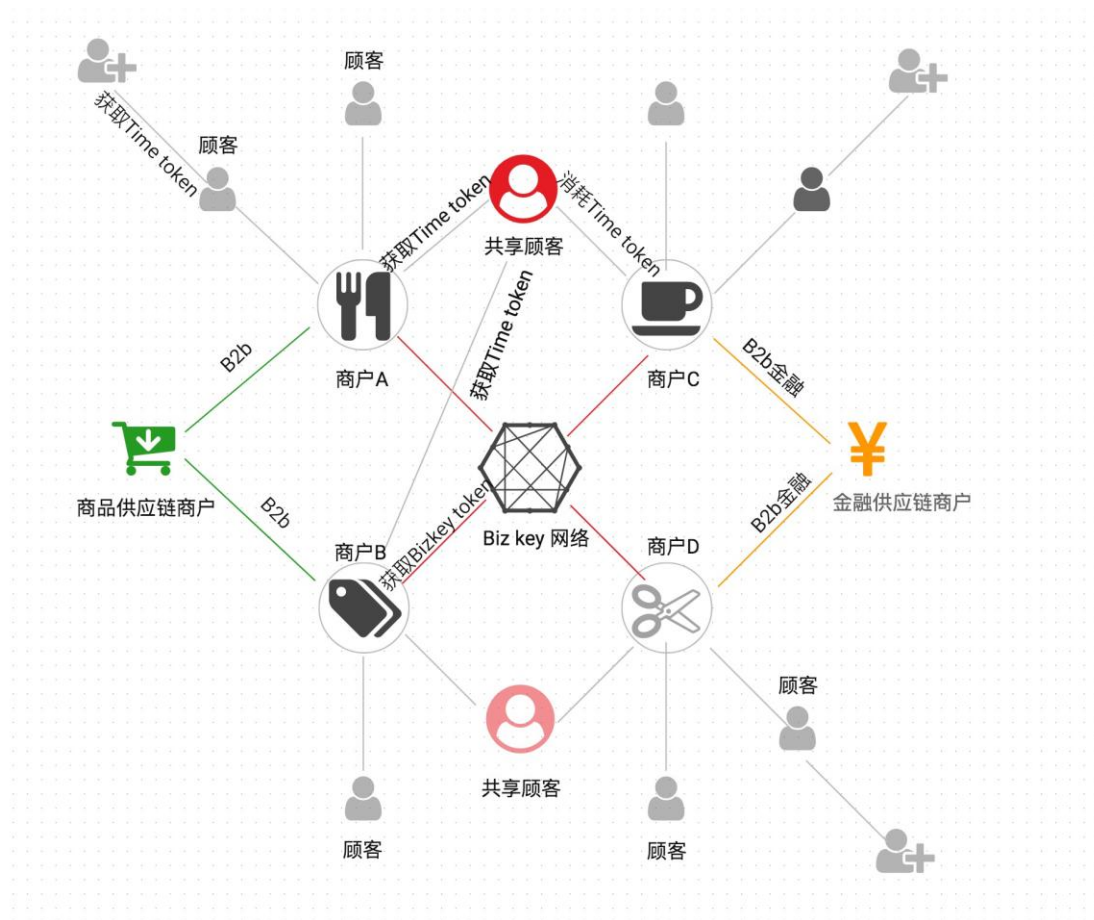 顾客
获取Time token
顾客
获取Time token
消耗Time token
共享顾客
获取Time token
商户A
商户C
B2b
B2b金融
商品供应链商户
金融供应链商户
B2b
B2b金融
获取Bizkey token
Biz key 网络
商户B
商户D
顾客
共享顾客
顾客
顾客